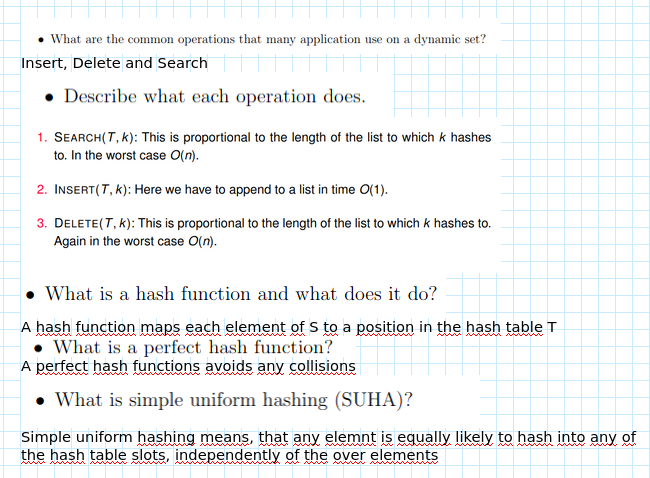 • What are the common operations that many application use on a dynamic set?
Insert, Delete and Search
• Describe what each operation does.
1. SEARCH(T, k): This is proportional to the length of the list to which k hashes
to. In the worst case O(n).
2. INSERT(T, k): Here we have to append to a list in time O(1).
3. DELETE(T, k): This is proportional to the length of the list to which k hashes to.
Again in the worst case O(n).
• What is a hash function and what does it do?
A hash function maps each element of S to a position in the hash table T
• What is a perfect hash function?
A perfect hash functions avoids any collisions
• What is simple uniform hashing (SUHA)?
Simple uniform hashing means, that any elemnt is equally likely to hash into any of
the hash table slots, independently of the over elements